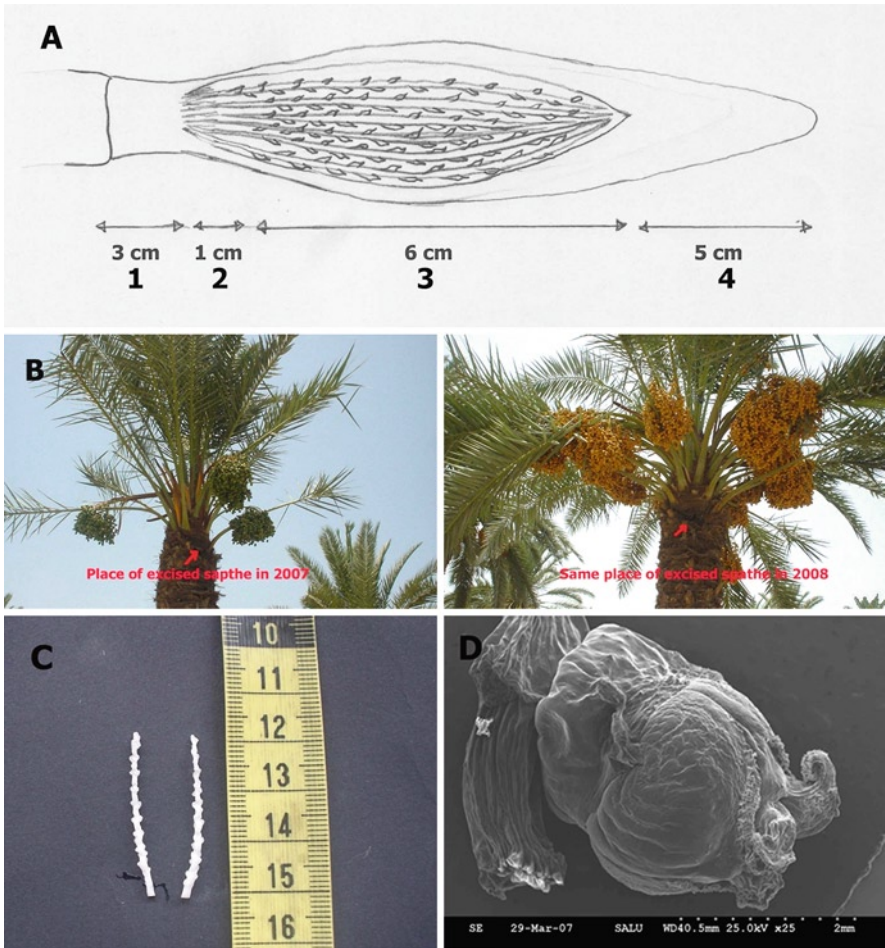 A
3 cm
1 cm
6 cm
5 cm
1
2
3
4
B
Place of excised sapthe in 2007
Same place of excised spathe in 2008
C
10
11
12
13
14
15
16
D
SE 29-Mar-07 SALU WD40.5mm 25.0kV x25 2mm